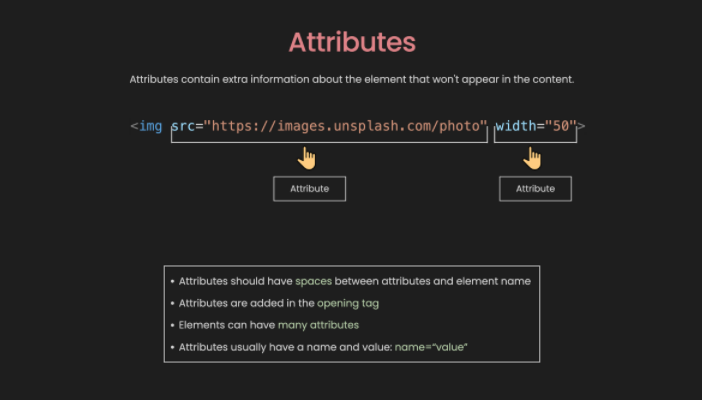 Attributes
Attributes contain extra information about the element that won't appear in the content.
<img src="https://images.unsplash.com/photo" width="50">
Attribute
Attribute
• Attributes should have spaces between attributes and element name
• Attributes are added in the opening tag
• Elements can have many attributes
• Attributes usually have a name and value: name=“value”